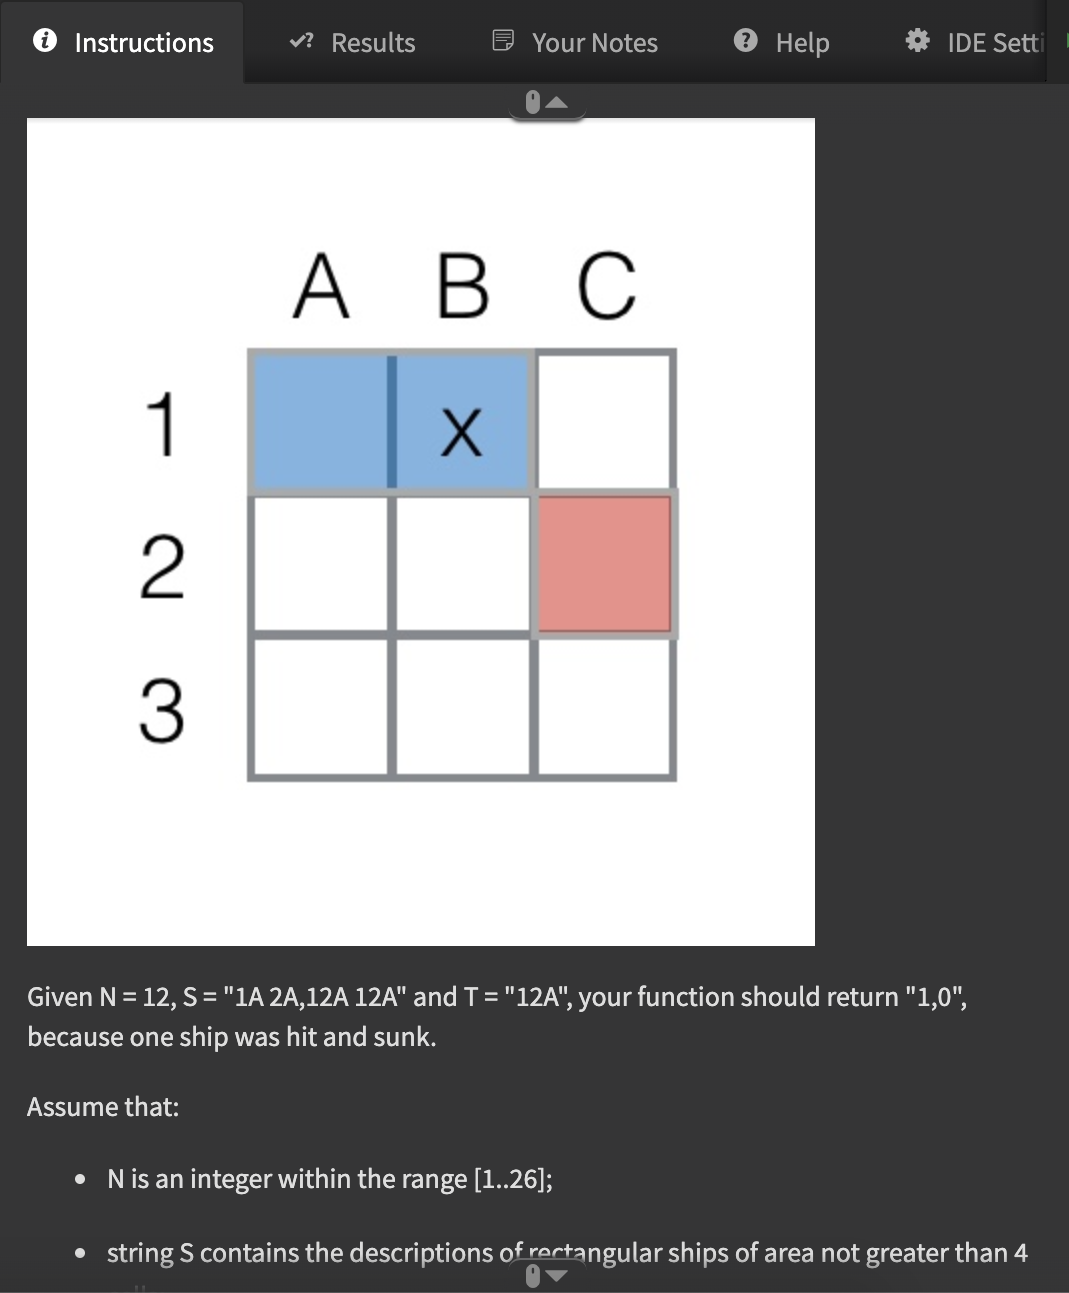 Instructions
Results
Your Notes
Help
IDE Setti
A B C
1
X
2
3
Given N = 12, S = "1A 2A,12A 12A" and T = "12A", your function should return "1,0",
because one ship was hit and sunk.
Assume that:
• N is an integer within the range [1..26];
• string S contains the descriptions of rectangular ships of area not greater than 4